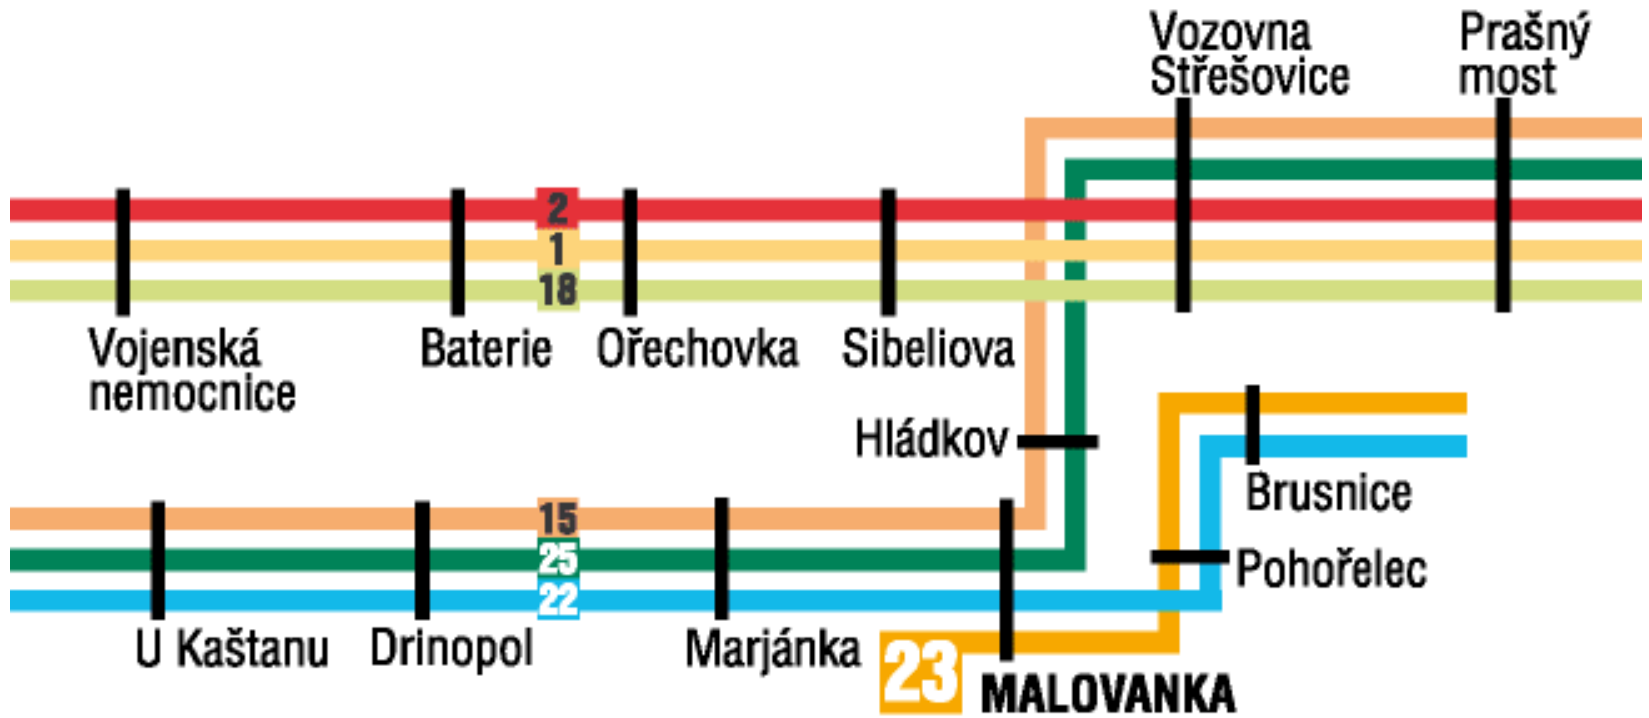 Vozovna
Střešovice
Prašný
most
2
1
18
Vojenská
nemocnice
Baterie
Ořechovka
Sibeliova
Hládkov
Brusnice
15
25
22
Pohořelec
U Kaštanu
Drinopol
Marjánka
23
MALOVANKA